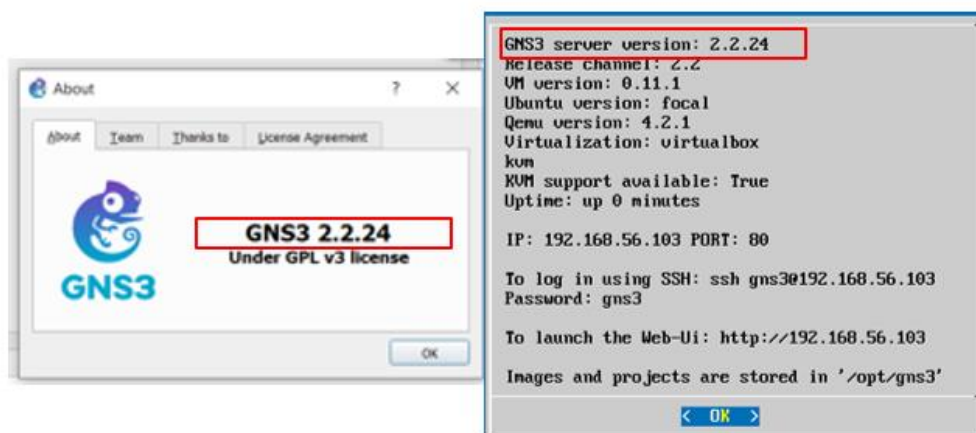 About ? ×
About Team Thanks to License Agreement
GNS3 2.2.24
Under GPL v3 license
GNS3
OK
GNS3 server version: 2.2.24
Release channel: 2.2
VM version: 0.11.1
Ubuntu version: focal
Qemu version: 4.2.1
Virtualization: virtualbox
kvm
KVM support available: True
Uptime: up 0 minutes
IP: 192.168.56.103 PORT: 80
To log in using SSH: ssh gns3@192.168.56.103
Password: gns3
To launch the Web-Ui: http://192.168.56.103
Images and projects are stored in '/opt/gns3'
< OK >